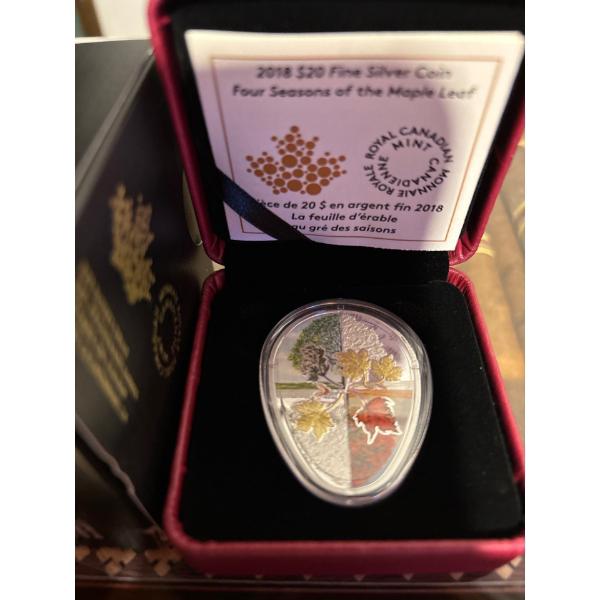 2018 $20 Fine Silver Coin
Four Seasons of the Maple Leaf
ROYAL CANADIAN MINT
MONNAIE ROYALE CANADIENNE
ièce de 20 $ en argent fin 2018
La feuille d'érable
au gré des saisons